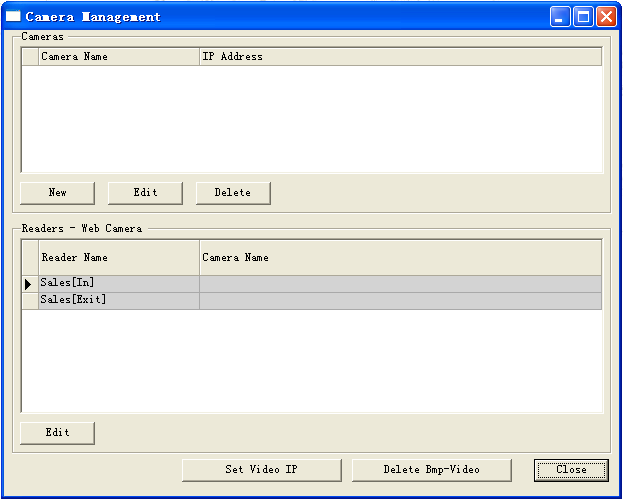 Camera Management
Cameras
Camera Name IP Address
New Edit Delete
Readers - Web Camera
Reader Name Camera Name
Sales[In]
Sales[Exit]
Edit
Set Video IP Delete Bmp-Video Close